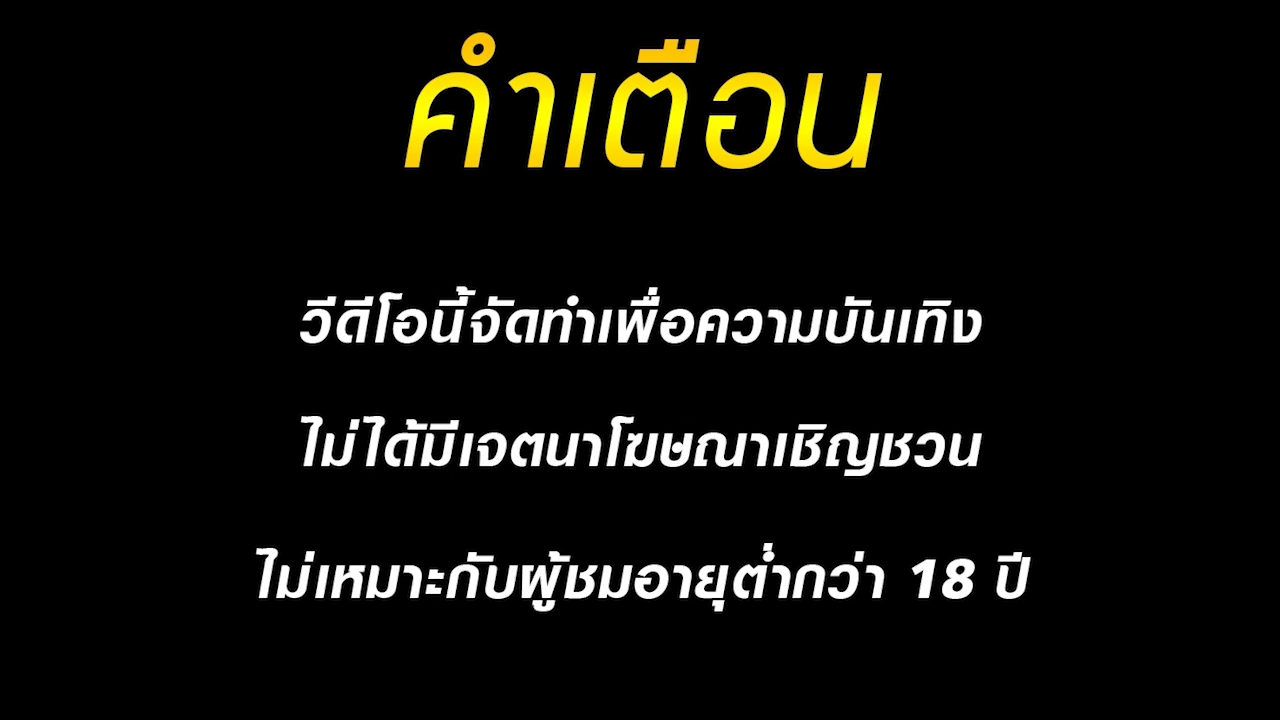 คำเตือน
วีดีโอนี้จัดทำเพื่อความบันเทิง
ไม่ได้มีเจตนาโฆษณาเชิญชวน
ไม่เหมาะกับผู้ชมอายุต่ำกว่า 18 ปี